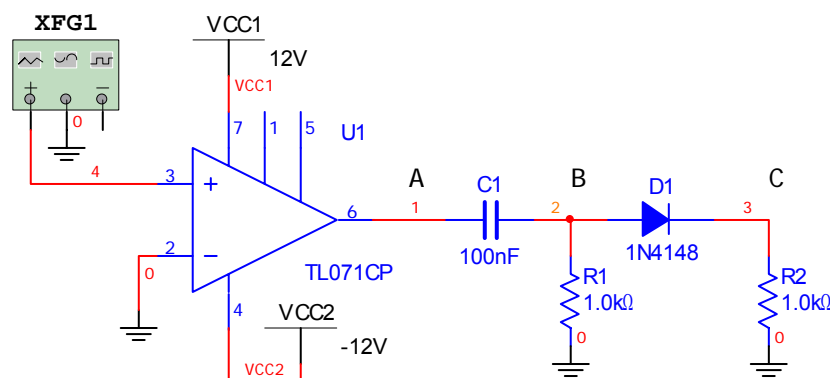 XFG1
VCC1
12V
VCC1
0
7
1
5
U1
4
3
+
6
A
1
C1
100nF
B
2
D1
1N4148
C
3
2
−
0
TL071CP
4
VCC2
-12V
VCC2
R1
1.0kΩ
0
R2
1.0kΩ
0